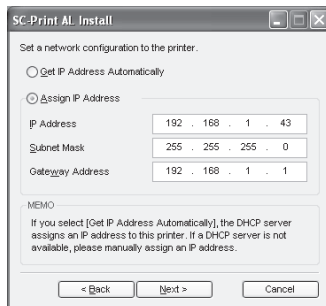 SC-Print AL Install
Set a network configuration to the printer.
Get IP Address Automatically
Assign IP Address
IP Address 192 . 168 . 1 . 43
Subnet Mask 255 . 255 . 255 . 0
Gateway Address 192 . 168 . 1 . 1
MEMO
If you select [Get IP Address Automatically], the DHCP server
assigns an IP address to this printer. If a DHCP server is not
available, please manually assign an IP address.
< Back Next > Cancel